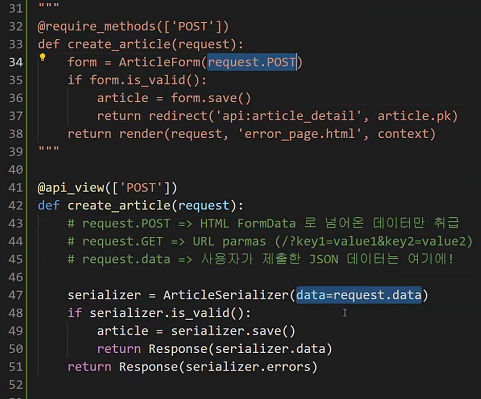 31 """
32 @require_methods(['POST'])
33 def create_article(request):
34     form = ArticleForm(request.POST)
35     if form.is_valid():
36         article = form.save()
37         return redirect('api:article_detail', article.pk)
38     return render(request, 'error_page.html', context)
39 """
40
41 @api_view(['POST'])
42 def create_article(request):
43     # request.POST => HTML FormData 로 넘어온 데이터만 취급
44     # request.GET => URL parmas (/?key1=value1&key2=value2)
45     # request.data => 사용자가 제출한 JSON 데이터는 여기에!
46
47     serializer = ArticleSerializer(data=request.data)
48     if serializer.is_valid():
49         article = serializer.save()
50         return Response(serializer.data)
51     return Response(serializer.errors)
52